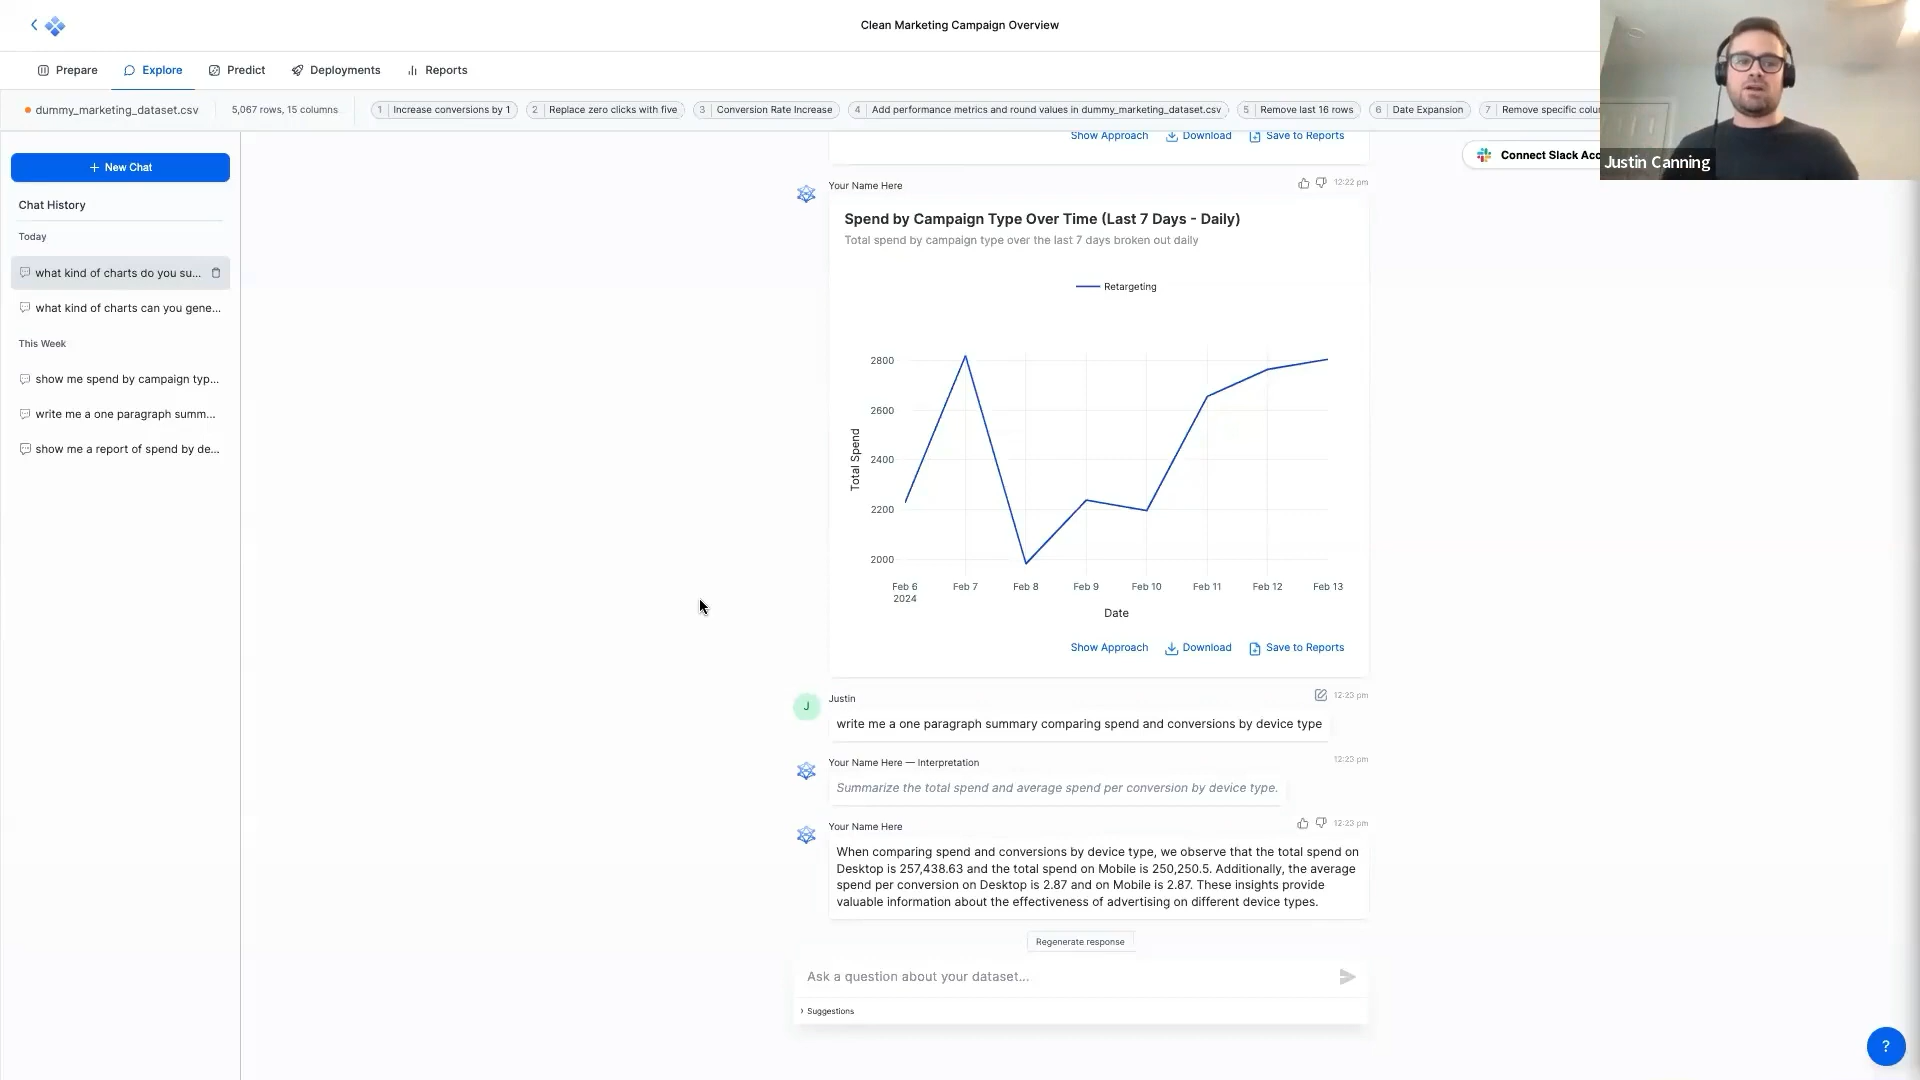 Clean Marketing Campaign Overview
Prepare
Explore
Predict
Deployments
Reports
dummy_marketing_dataset.csv
5,067 rows, 15 columns
1 Increase conversions by 1
2 Replace zero clicks with five
3 Conversion Rate Increase
4 Add performance metrics and round values in dummy_marketing_dataset.csv
5 Remove last 16 rows
6 Date Expansion
7 Remove specific
Justin Canning
+ New Chat
Chat History
Today
what kind of charts do you su...
what kind of charts can you gene...
This Week
show me spend by campaign typ...
write me a one paragraph summ...
show me a report of spend by de...
Show Approach
Download
Save to Reports
Connect Slack
Your Name Here
12:22 pm
Spend by Campaign Type Over Time (Last 7 Days - Daily)
Total spend by campaign type over the last 7 days broken out daily
Retargeting
2800
2600
2400
2200
2000
Total Spend
Feb 6
2024
Feb 7
Feb 8
Feb 9
Feb 10
Feb 11
Feb 12
Feb 13
Date
Show Approach
Download
Save to Reports
J
Justin
12:23 pm
write me a one paragraph summary comparing spend and conversions by device type
Your Name Here — Interpretation
12:23 pm
Summarize the total spend and average spend per conversion by device type.
Your Name Here
12:23 pm
When comparing spend and conversions by device type, we observe that the total spend on
Desktop is 257,438.63 and the total spend on Mobile is 250,250.5. Additionally, the average
spend per conversion on Desktop is 2.87 and on Mobile is 2.87. These insights provide
valuable information about the effectiveness of advertising on different device types.
Regenerate response
Ask a question about your dataset...
› Suggestions
?